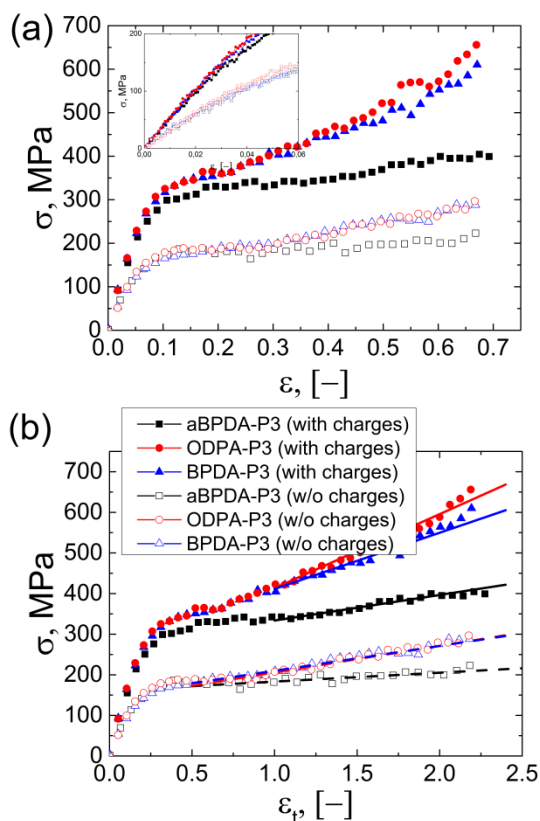 (a)
700
600
500
400
300
200
100
0
σ, MPa
200
100
0
σ, MPa
0.00 0.02 0.04 0.06
[–]
0.0 0.1 0.2 0.3 0.4 0.5 0.6 0.7
ε, [–]
(b)
aBPDA-P3 (with charges)
ODPA-P3 (with charges)
BPDA-P3 (with charges)
aBPDA-P3 (w/o charges)
ODPA-P3 (w/o charges)
BPDA-P3 (w/o charges)
700
600
500
400
300
200
100
0
σ, MPa
0.0 0.5 1.0 1.5 2.0 2.5
εt, [–]